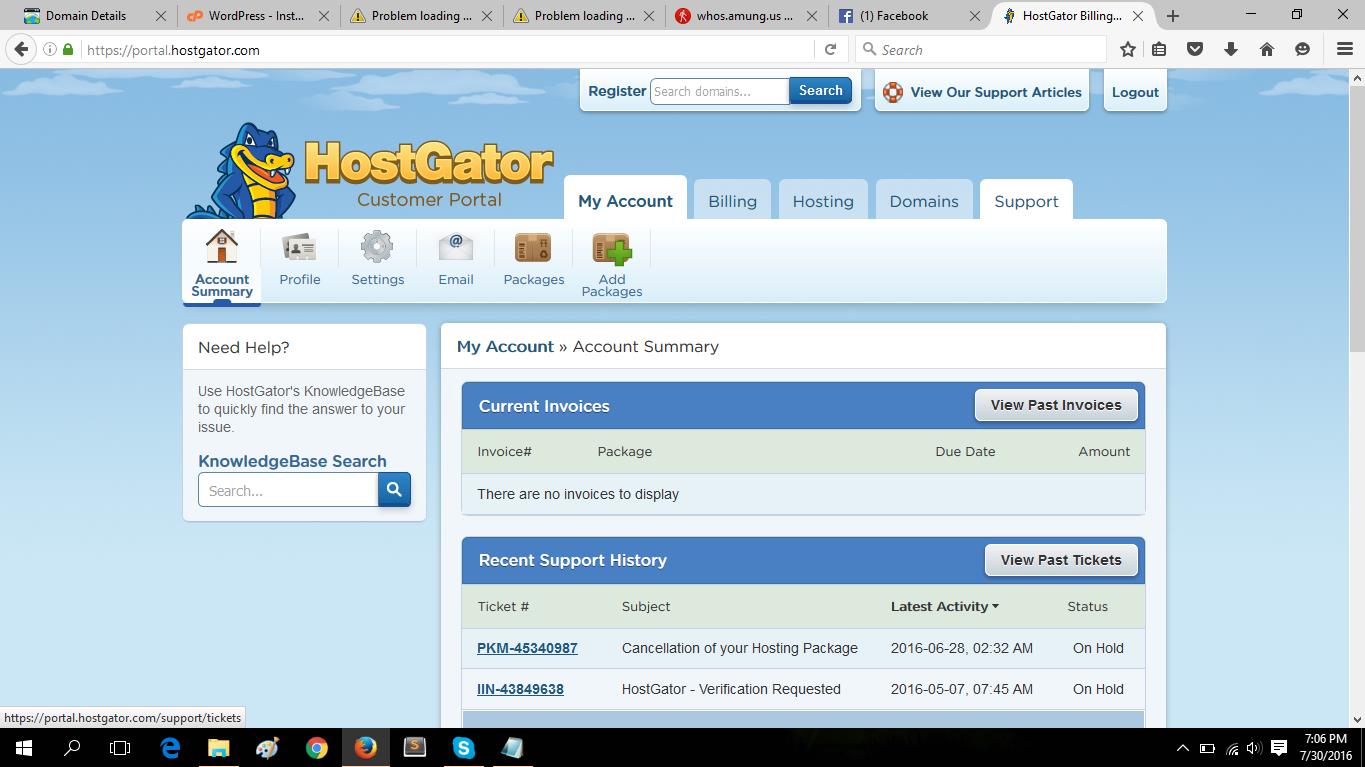 Domain Details
WordPress - Inst...
Problem loading ...
Problem loading ...
whos.amung.us ...
(1) Facebook
HostGator Billing...
https://portal.hostgator.com
Search
Register
Search domains...
Search
View Our Support Articles
Logout
HostGator
Customer Portal
My Account
Billing
Hosting
Domains
Support
Account
Summary
Profile
Settings
Email
Packages
Add
Packages
Need Help?
Use HostGator's KnowledgeBase
to quickly find the answer to your
issue.
KnowledgeBase Search
Search...
My Account » Account Summary
Current Invoices
View Past Invoices
Invoice# Package Due Date Amount
There are no invoices to display
Recent Support History
View Past Tickets
Ticket # Subject Latest Activity Status
PKM-45340987 Cancellation of your Hosting Package 2016-06-28, 02:32 AM On Hold
IIN-43849638 HostGator - Verification Requested 2016-05-07, 07:45 AM On Hold
https://portal.hostgator.com/support/tickets
7:06 PM
7/30/2016